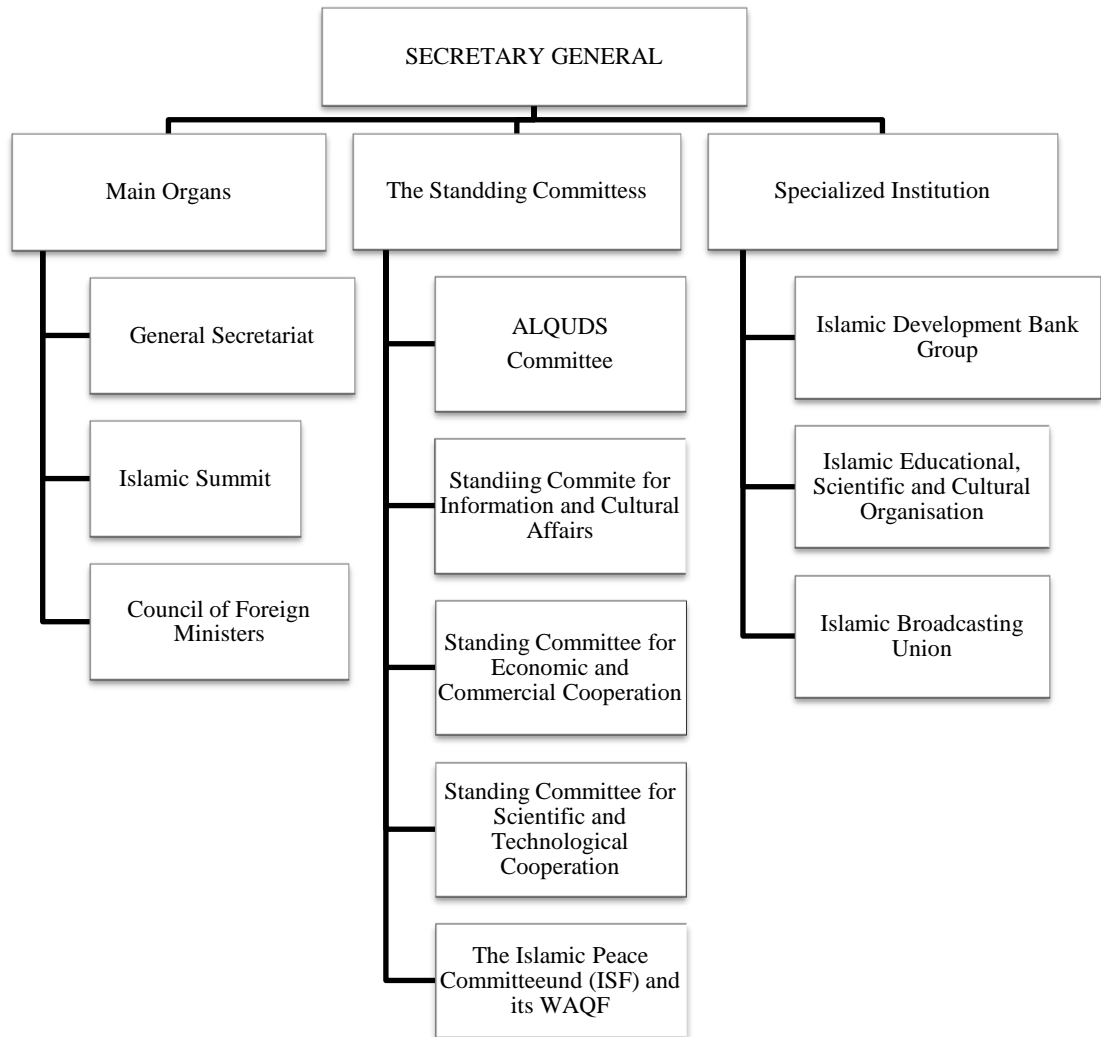 SECRETARY GENERAL
Main Organs
General Secretariat
Islamic Summit
Council of Foreign
Ministers
The Standding Committess
ALQUDS
Committee
Standiing Commite for
Information and Cultural
Affairs
Standing Committee for
Economic and
Commercial Cooperation
Standing Committee for
Scientific and
Technological
Cooperation
The Islamic Peace
Committeeund (ISF) and
its WAQF
Specialized Institution
Islamic Development Bank
Group
Islamic Educational,
Scientific and Cultural
Organisation
Islamic Broadcasting
Union